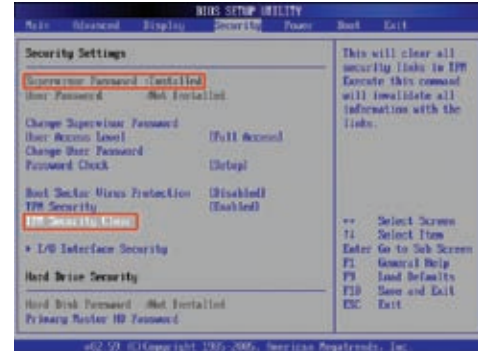 BIOS SETUP UTILITY
Main Advanced Display Security Power Boot Exit
Security Settings
Supervisor Password :Installed
User Password :Not Installed
Change Supervisor Password
User Access Level [Full Access]
Change User Password
Password Check [Setup]
Boot Sector Virus Protection [Disabled]
TPM Security [Enabled]
TPM Security Clear
I/O Interface Security
Hard Drive Security
Hard Disk Password :Not Installed
Primary Master HD Password
This will clear all
security links in TPM
Execute this command
will invalidate all
information with the
links.
Select Screen
Select Item
Enter Go to Sub Screen
F1 General Help
F9 Load Defaults
F10 Save and Exit
ESC Exit
v02.59 (C)Copyright 1985-2005, American Megatrends, Inc.